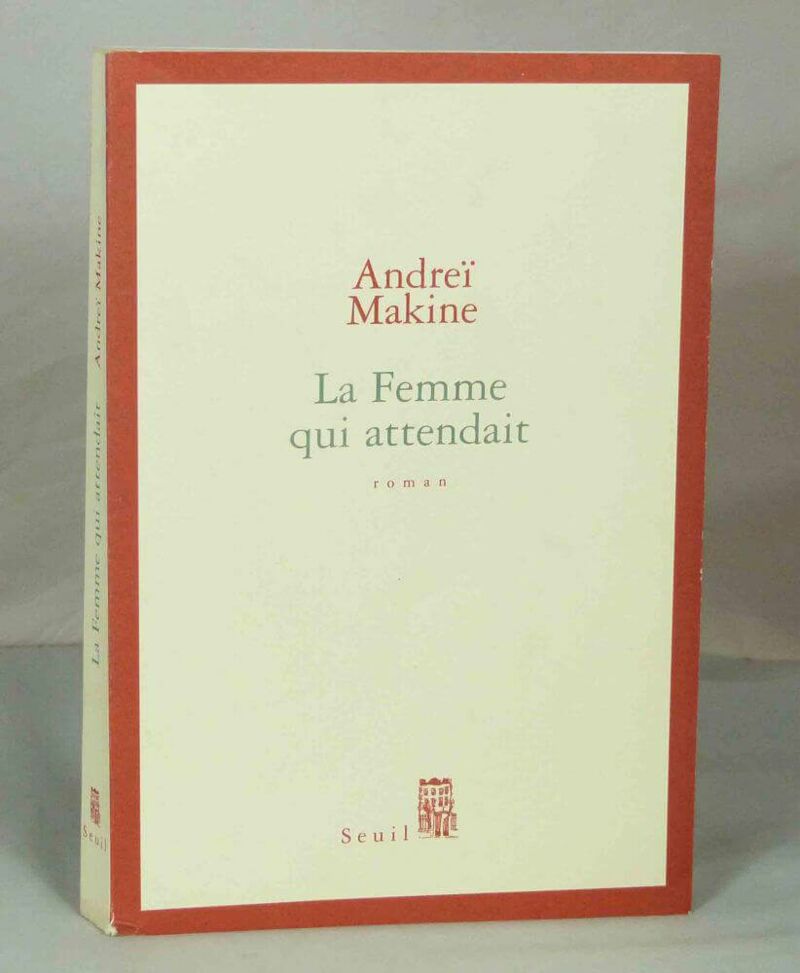 Andreï
Makine
La Femme
qui attendait
roman
Seuil
La Femme qui attendait Andreï Makine
Seuil